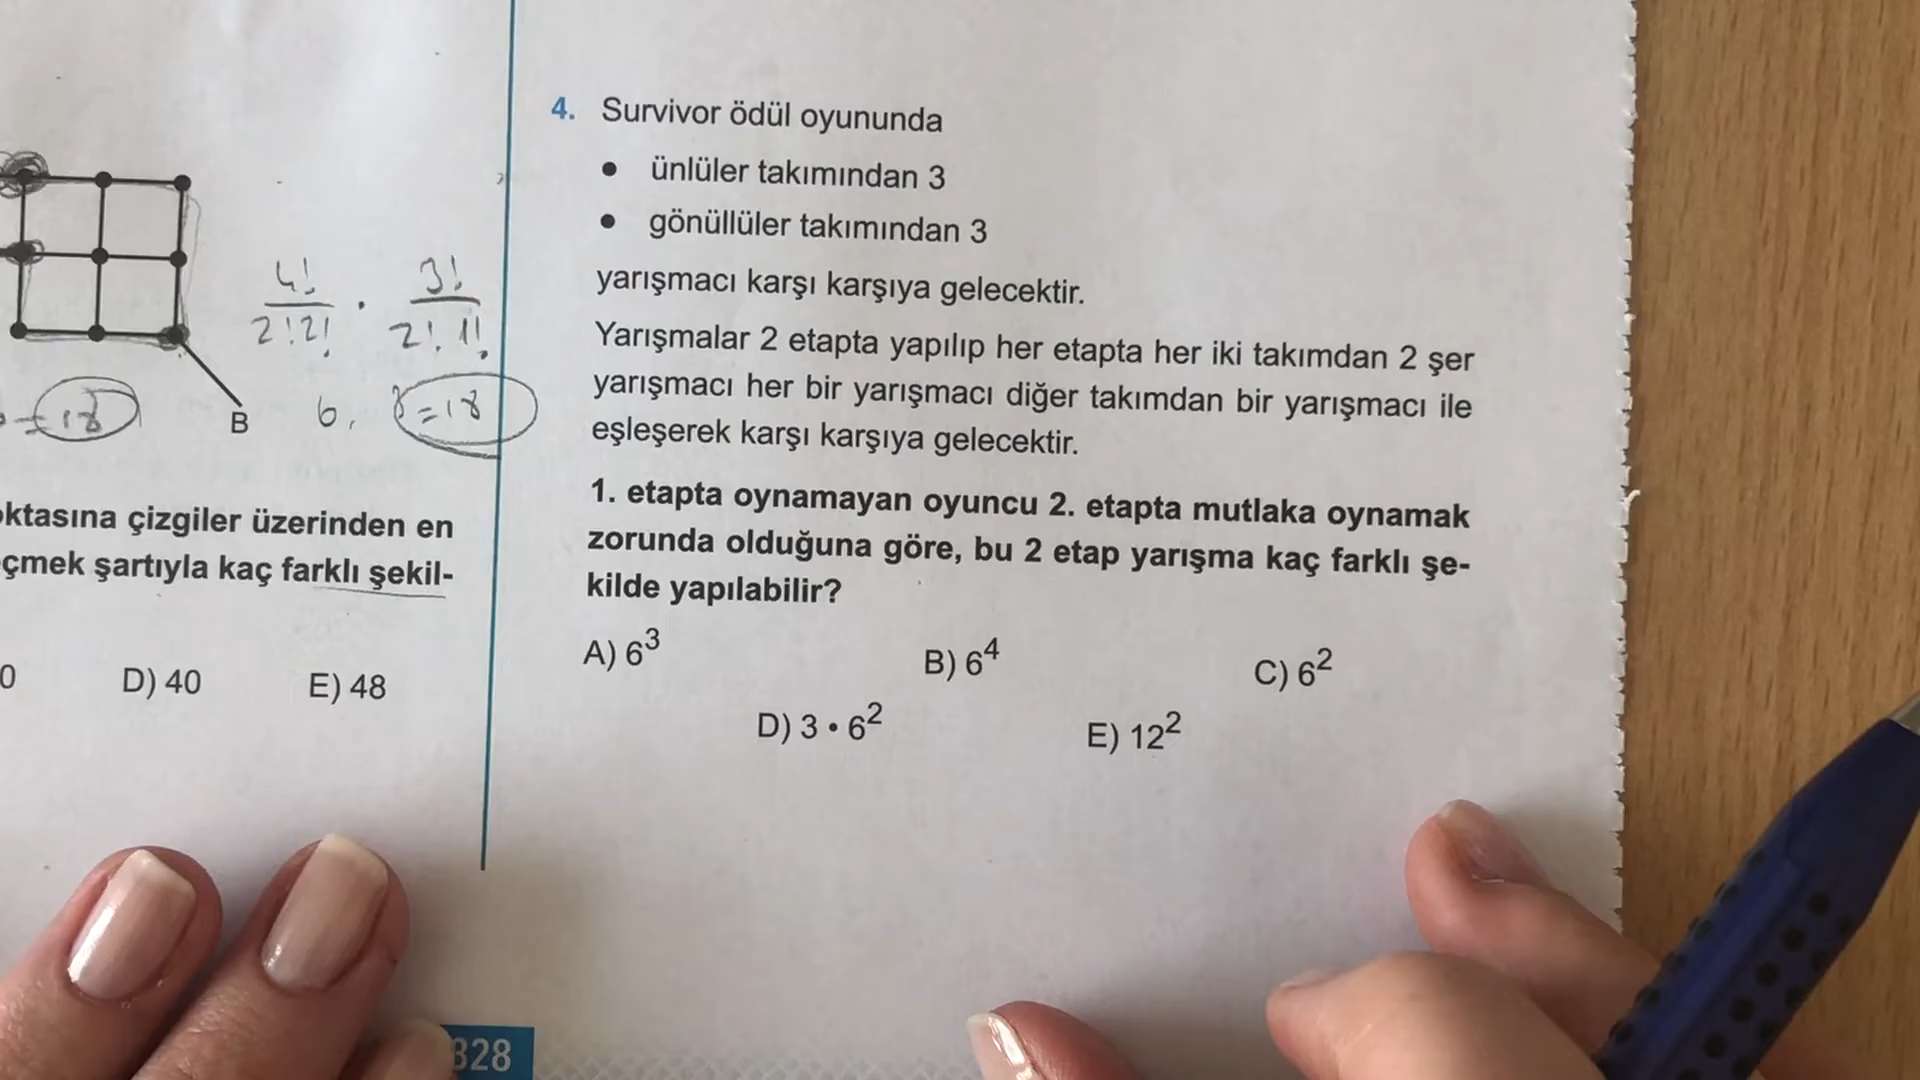 4!
3!
2!2!
.
2!.1!
=18
B
6.
3=18
oktasına çizgiler üzerinden en
eçmek şartıyla kaç farklı şekil-
0
D) 40
E) 48
4. Survivor ödül oyununda
• ünlüler takımından 3
• gönüllüler takımından 3
yarışmacı karşı karşıya gelecektir.
Yarışmalar 2 etapta yapılıp her etapta her iki takımdan 2 şer
yarışmacı her bir yarışmacı diğer takımdan bir yarışmacı ile
eşleşerek karşı karşıya gelecektir.
1. etapta oynamayan oyuncu 2. etapta mutlaka oynamak
zorunda olduğuna göre, bu 2 etap yarışma kaç farklı şe-
kilde yapılabilir?
A) 6³
B) 6⁴
C) 6²
D) 3 • 6²
E) 12²
328